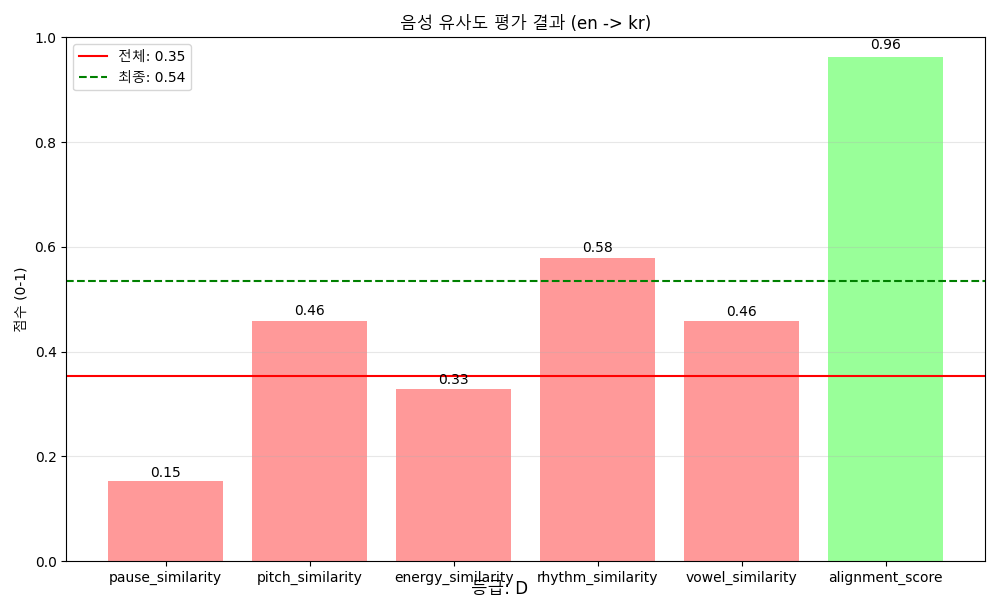 음성 유사도 평가 결과 (en -> kr)
전체: 0.35
최종: 0.54
점수 (0-1)
1.0
0.8
0.6
0.4
0.2
0.0
0.15
0.46
0.33
0.58
0.46
0.96
pause_similarity
pitch_similarity
energy_similarity
rhythm_similarity
vowel_similarity
alignment_score
등급: D